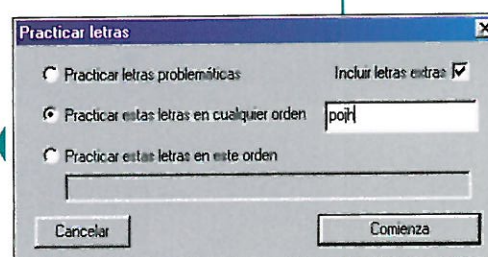 Practicar letras
Practicar letras problemáticas Incluir letras extras
Practicar estas letras en cualquier orden pojh
Practicar estas letras en este orden
Cancelar Comienza